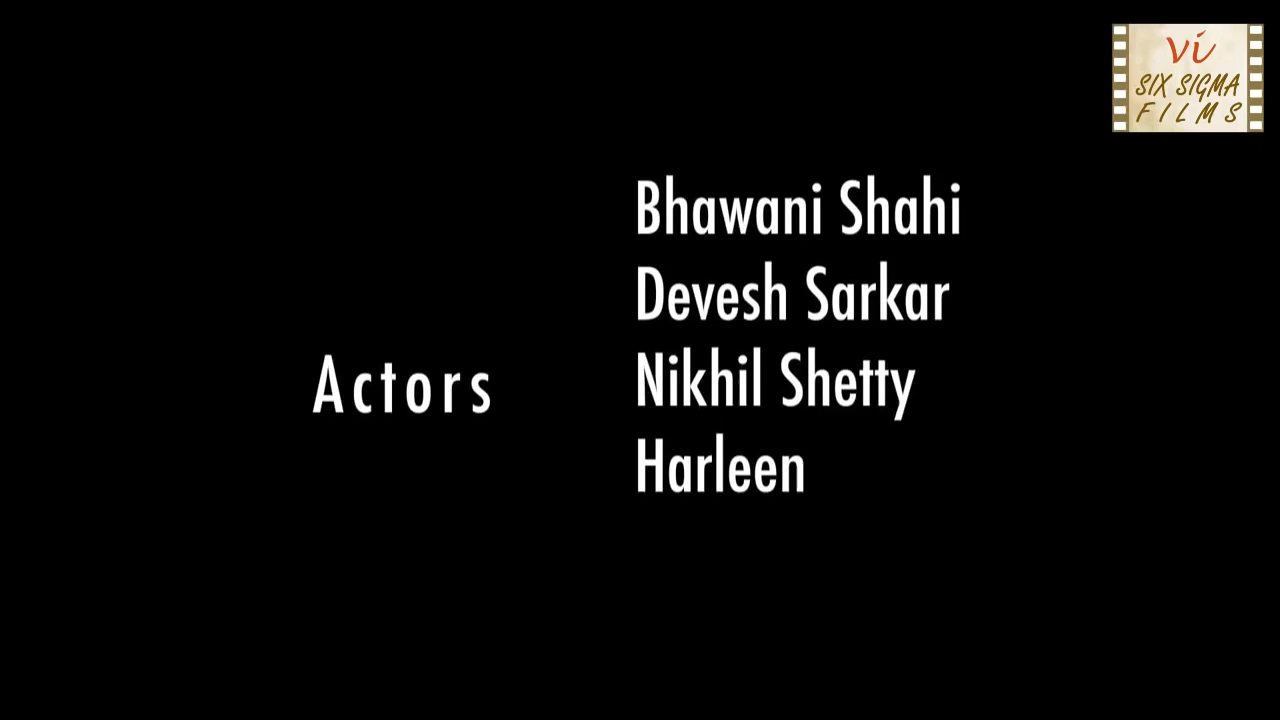 vi
SIX SIGMA
FILMS
Bhawani Shahi
Devesh Sarkar
Actors
Nikhil Shetty
Harleen